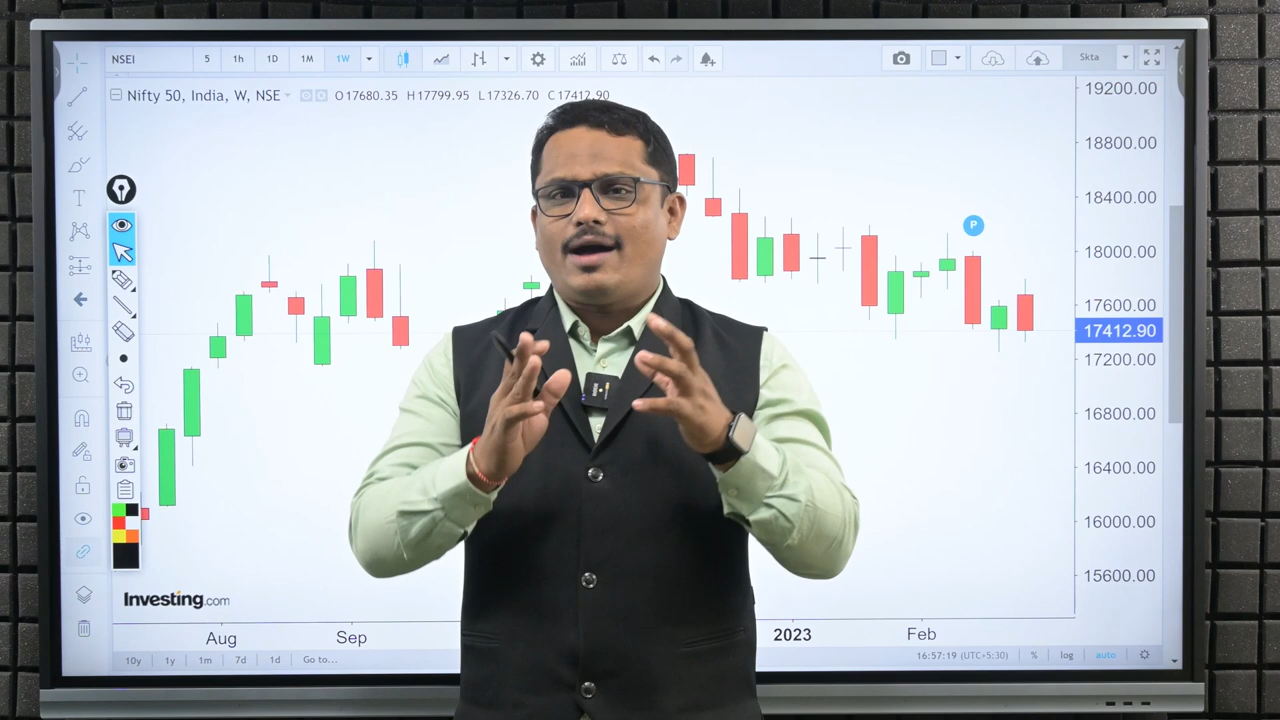 NSEI 5 1h 1D 1M 1W Skta
Nifty 50, India, W, NSE O17680.35 H17799.95 L17326.70 C17412.90
19200.00
18800.00
18400.00
P
18000.00
17600.00
17412.90
17200.00
16800.00
16400.00
16000.00
15600.00
T
Investing.com
Aug Sep 2023 Feb
10y 1y 1m 7d 1d Go to... 16:57:19 (UTC+5:30) % log auto